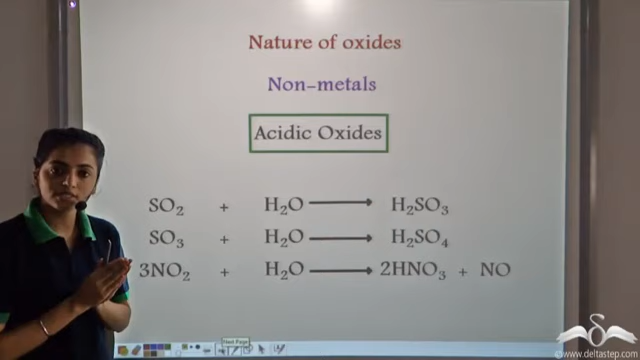 Nature of oxides
Non-metals
Acidic Oxides
SO₂ + H₂O ⟶ H₂SO₃
SO₃ + H₂O ⟶ H₂SO₄
3NO₂ + H₂O ⟶ 2HNO₃ + NO
Next Page
www.deltastep.com